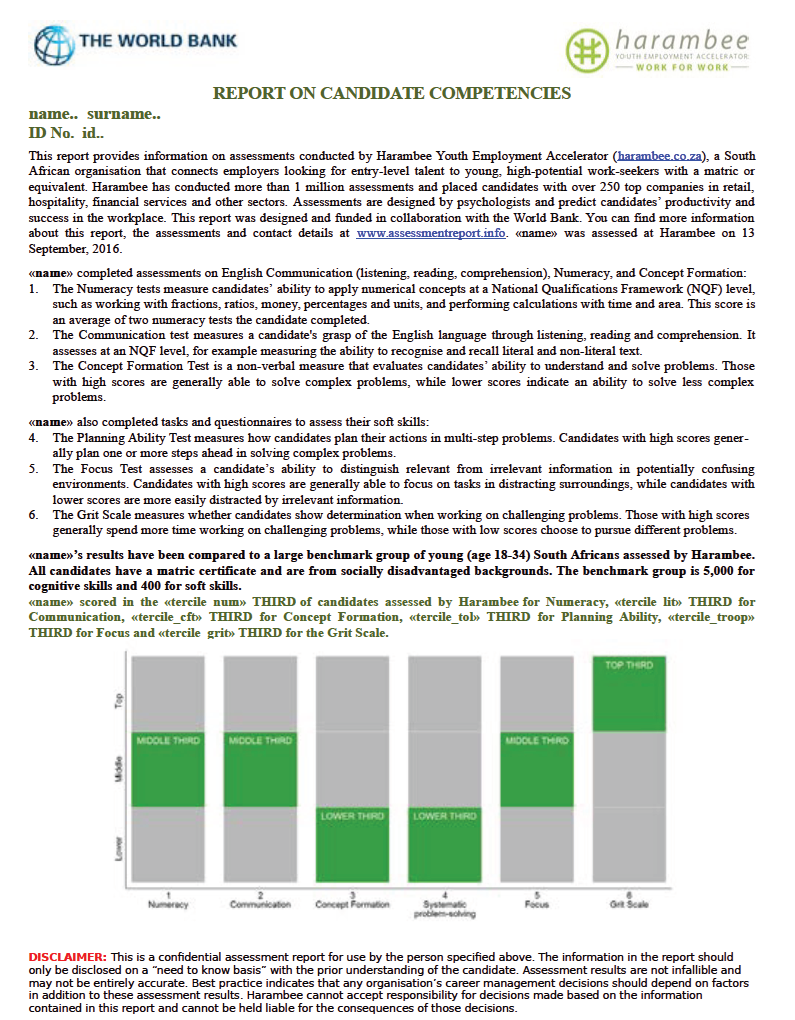 THE WORLD BANK
harambee
YOUTH EMPLOYMENT ACCELERATOR
WORK FOR WORK
REPORT ON CANDIDATE COMPETENCIES
name.. surname..
ID No. id..
This report provides information on assessments conducted by Harambee Youth Employment Accelerator (harambee.co.za), a South
African organisation that connects employers looking for entry-level talent to young, high-potential work-seekers with a matric or
equivalent. Harambee has conducted more than 1 million assessments and placed candidates with over 250 top companies in retail,
hospitality, financial services and other sectors. Assessments are designed by psychologists and predict candidates' productivity and
success in the workplace. This report was designed and funded in collaboration with the World Bank. You can find more information
about this report, the assessments and contact details at www.assessmentreport.info. «name» was assessed at Harambee on 13
September, 2016.
«name» completed assessments on English Communication (listening, reading, comprehension), Numeracy, and Concept Formation:
1. The Numeracy tests measure candidates' ability to apply numerical concepts at a National Qualifications Framework (NQF) level,
such as working with fractions, ratios, money, percentages and units, and performing calculations with time and area. This score is
an average of two numeracy tests the candidate completed.
2. The Communication test measures a candidate's grasp of the English language through listening, reading and comprehension. It
assesses at an NQF level, for example measuring the ability to recognise and recall literal and non-literal text.
3. The Concept Formation Test is a non-verbal measure that evaluates candidates' ability to understand and solve problems. Those
with high scores are generally able to solve complex problems, while lower scores indicate an ability to solve less complex
problems.
«name» also completed tasks and questionnaires to assess their soft skills:
4. The Planning Ability Test measures how candidates plan their actions in multi-step problems. Candidates with high scores gener-
ally plan one or more steps ahead in solving complex problems.
5. The Focus Test assesses a candidate's ability to distinguish relevant from irrelevant information in potentially confusing
environments. Candidates with high scores are generally able to focus on tasks in distracting surroundings, while candidates with
lower scores are more easily distracted by irrelevant information.
6. The Grit Scale measures whether candidates show determination when working on challenging problems. Those with high scores
generally spend more time working on challenging problems, while those with low scores choose to pursue different problems.
«name»'s results have been compared to a large benchmark group of young (age 18-34) South Africans assessed by Harambee.
All candidates have a matric certificate and are from socially disadvantaged backgrounds. The benchmark group is 5,000 for
cognitive skills and 400 for soft skills.
«name» scored in the «tercile_num» THIRD of candidates assessed by Harambee for Numeracy, «tercile_lit» THIRD for
Communication, «tercile_cft» THIRD for Concept Formation, «tercile_tol» THIRD for Planning Ability, «tercile_troop»
THIRD for Focus and «tercile_grit» THIRD for the Grit Scale.
Top
Middle
Lower
TOP THIRD
MIDDLE THIRD
MIDDLE THIRD
MIDDLE THIRD
LOWER THIRD
LOWER THIRD
1
Numeracy
2
Communication
3
Concept Formation
4
Systematic
problem-solving
5
Focus
6
Grit Scale
DISCLAIMER: This is a confidential assessment report for use by the person specified above. The information in the report should
only be disclosed on a "need to know basis" with the prior understanding of the candidate. Assessment results are not infallible and
may not be entirely accurate. Best practice indicates that any organisation's career management decisions should depend on factors
in addition to these assessment results. Harambee cannot accept responsibility for decisions made based on the information
contained in this report and cannot be held liable for the consequences of those decisions.